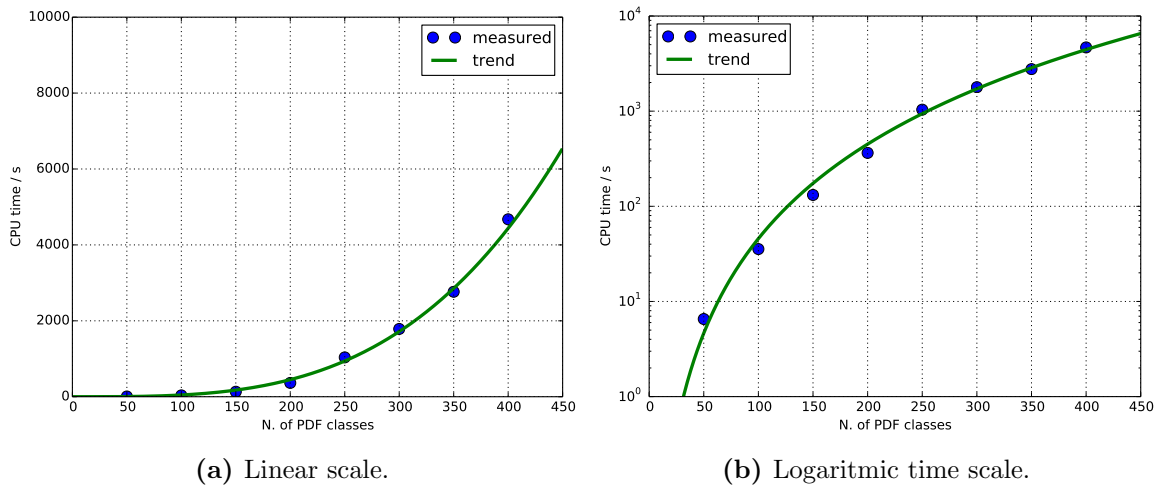 10000
8000
6000
4000
2000
0
0 50 100 150 200 250 300 350 400 450
CPU time / s
N. of PDF classes
measured
trend
(a) Linear scale.
10^4
10^3
10^2
10^1
10^0
0 50 100 150 200 250 300 350 400 450
CPU time / s
N. of PDF classes
measured
trend
(b) Logaritmic time scale.